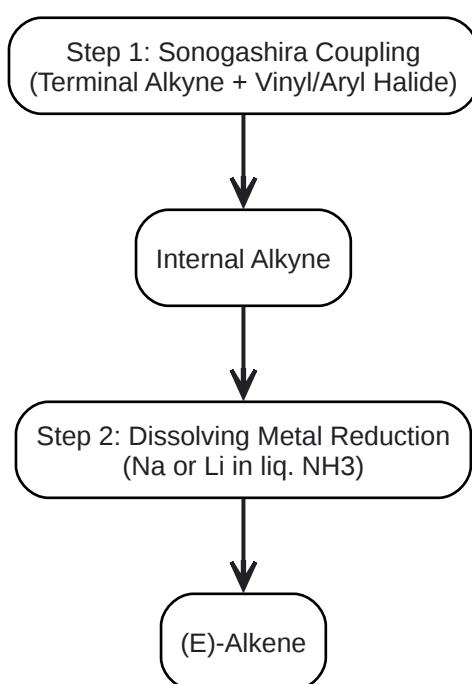 Step 1: Sonogashira Coupling
(Terminal Alkyne + Vinyl/Aryl Halide)
Internal Alkyne
Step 2: Dissolving Metal Reduction
(Na or Li in liq. NH3)
(E)-Alkene